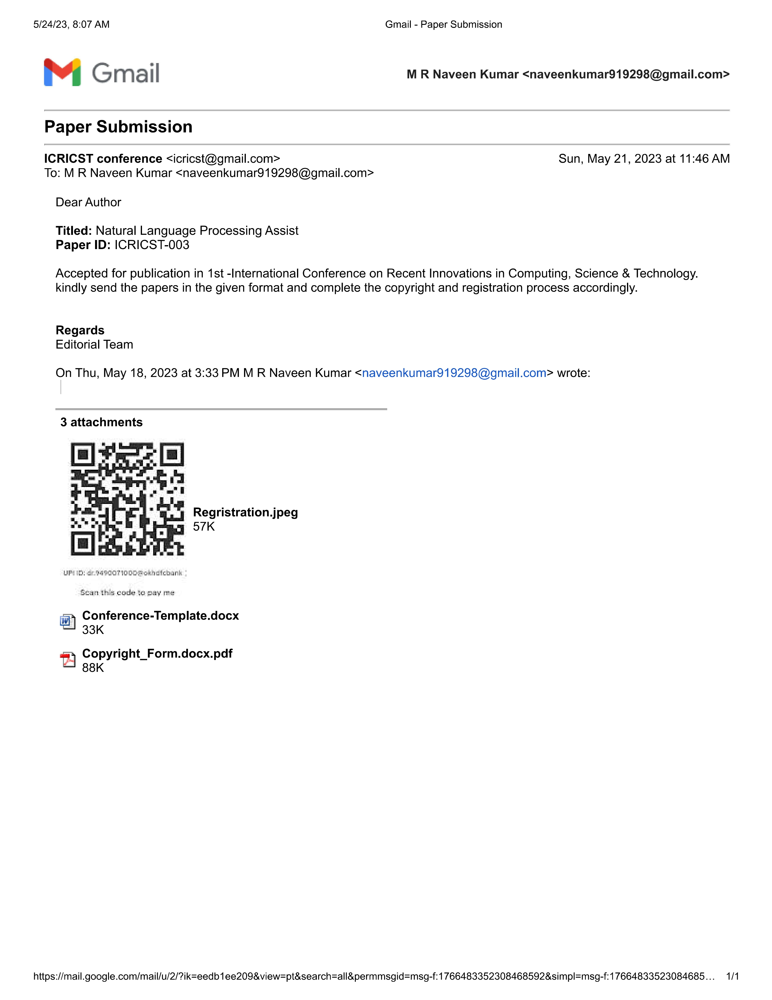 5/24/23, 8:07 AM
Gmail - Paper Submission
Gmail
M R Naveen Kumar <naveenkumar919298@gmail.com>
Paper Submission
ICRICST conference <icricst@gmail.com>
Sun, May 21, 2023 at 11:46 AM
To: M R Naveen Kumar <naveenkumar919298@gmail.com>
Dear Author
Titled: Natural Language Processing Assist
Paper ID: ICRICST-003
Accepted for publication in 1st -International Conference on Recent Innovations in Computing, Science & Technology.
kindly send the papers in the given format and complete the copyright and registration process accordingly.
Regards
Editorial Team
On Thu, May 18, 2023 at 3:33 PM M R Naveen Kumar <naveenkumar919298@gmail.com> wrote:
3 attachments
Regristration.jpeg
57K
UPI ID: dr.9490071000@okhdfcbank
Scan this code to pay me
Conference-Template.docx
33K
Copyright_Form.docx.pdf
88K
https://mail.google.com/mail/u/2/?ik=eedb1ee209&view=pt&search=all&permmsgid=msg-f:1766483352308468592&simpl=msg-f:17664833523084685… 1/1